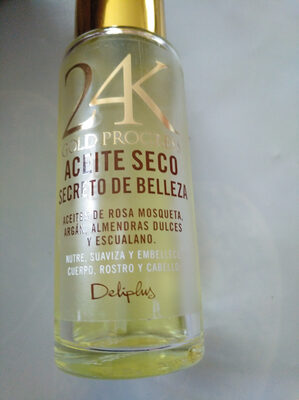 24K
GOLD PROGRESS
ACEITE SECO
SECRETO DE BELLEZA
ACEITES DE ROSA MOSQUETA,
ARGÁN, ALMENDRAS DULCES
Y ESCUALANO.
NUTRE, SUAVIZA Y EMBELLECE
CUERPO, ROSTRO Y CABELLO
Deliplus